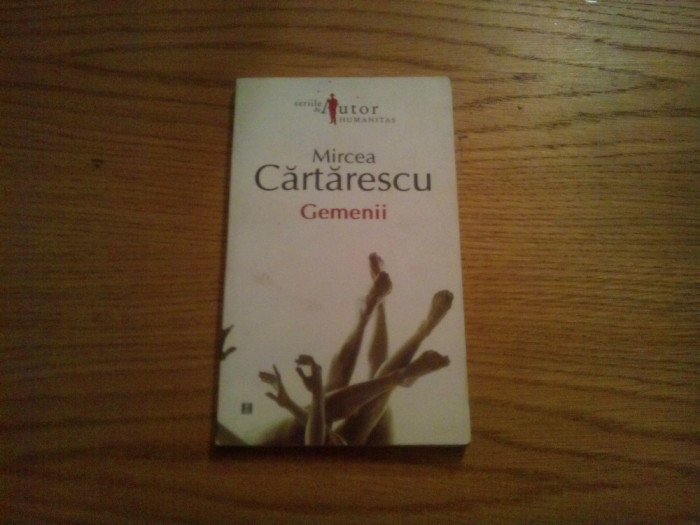 seriile de Autor
HUMANITAS
Mircea
Cărtărescu
Gemenii